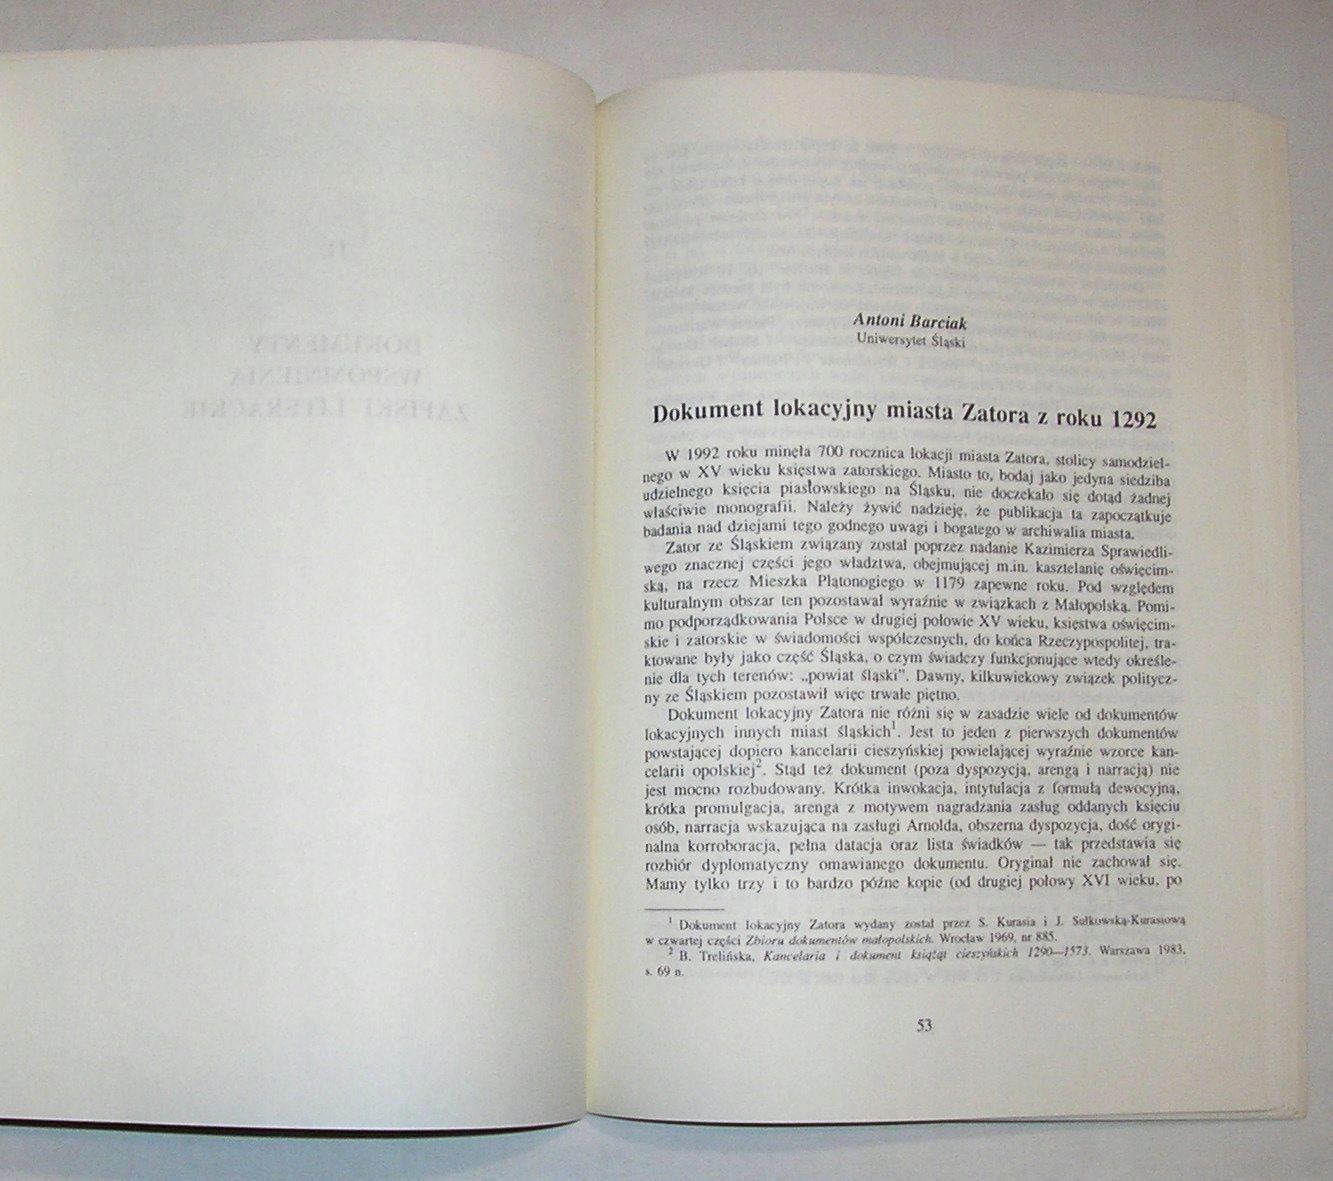 II
DOKUMENTY
WSPOMNIENIA
ZAPISKI LITERACKIE
Antoni Barciak
Uniwersytet Śląski
Dokument lokacyjny miasta Zatora z roku 1292
W 1992 roku minęła 700 rocznica lokacji miasta Zatora, stolicy samodziel-
nego w XV wieku księstwa zatorskiego. Miasto to, bodaj jako jedyna siedziba
udzielnego księcia piastowskiego na Śląsku, nie doczekało się dotąd żadnej
właściwie monografii. Należy żywić nadzieję, że publikacja ta zapoczątkuje
badania nad dziejami tego godnego uwagi i bogatego w archiwalia miasta.
Zator ze Śląskiem związany został poprzez nadanie Kazimierza Sprawiedli-
wego znacznej części jego władztwa, obejmującej m.in. kasztelanię oświęcim-
ską, na rzecz Mieszka Plątonogiego w 1179 zapewne roku. Pod względem
kulturalnym obszar ten pozostawał wyraźnie w związkach z Małopolską. Pomi-
mo podporządkowania Polsce w drugiej połowie XV wieku, księstwa oświęcim-
skie i zatorskie w świadomości współczesnych, do końca Rzeczypospolitej, tra-
ktowane były jako część Śląska, o czym świadczy funkcjonujące wtedy określe-
nie dla tych terenów: „powiat śląski”. Dawny, kilkuwiekowy związek politycz-
ny ze Śląskiem pozostawił więc trwałe piętno.
Dokument lokacyjny Zatora nie różni się w zasadzie wiele od dokumentów
lokacyjnych innych miast śląskich¹. Jest to jeden z pierwszych dokumentów
powstającej dopiero kancelarii cieszyńskiej powielającej wyraźnie wzorce kan-
celarii opolskiej². Stąd też dokument (poza dyspozycją, arengą i narracją) nie
jest mocno rozbudowany. Krótka inwokacja, intytulacja z formułą dewocyjną,
krótka promulgacja, arenga z motywem nagradzania zasług oddanych księciu
osób, narracja wskazująca na zasługi Arnolda, obszerna dyspozycja, dość orygi-
nalna korroboracja, pełna datacja oraz lista świadków — tak przedstawia się
rozbiór dyplomatyczny omawianego dokumentu. Oryginał nie zachował się.
Mamy tylko trzy i to bardzo późne kopie (od drugiej połowy XVI wieku, po
¹ Dokument lokacyjny Zatora wydany został przez S. Kurasia i J. Sułkowską-Kurasiową
w czwartej części Zbioru dokumentów małopolskich. Wrocław 1969, nr 885.
² B. Trelińska, Kancelaria i dokument książąt cieszyńskich 1290—1573. Warszawa 1983,
s. 69 n.
53